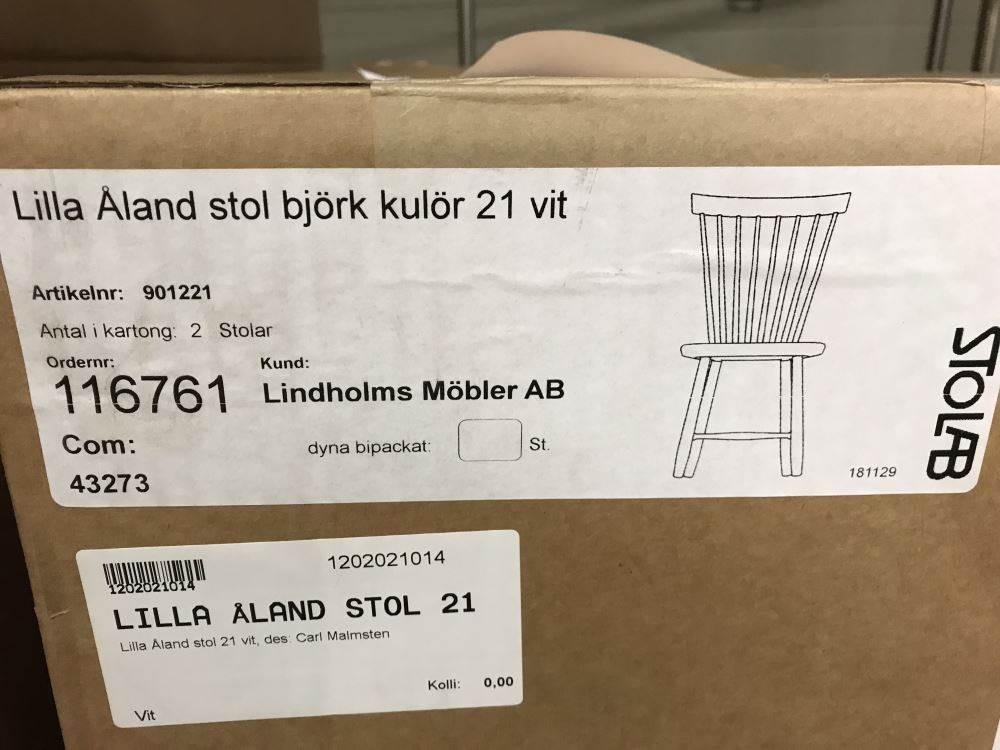 Lilla Åland stol björk kulör 21 vit
Artikelnr: 901221
Antal i kartong: 2 Stolar
Ordernr: Kund:
116761 Lindholms Möbler AB
Com: dyna bipackat: St.
43273
181129
STOLAB
1202021014
1202021014
LILLA ÅLAND STOL 21
Lilla Åland stol 21 vit, des: Carl Malmsten
Kolli: 0,00
Vit